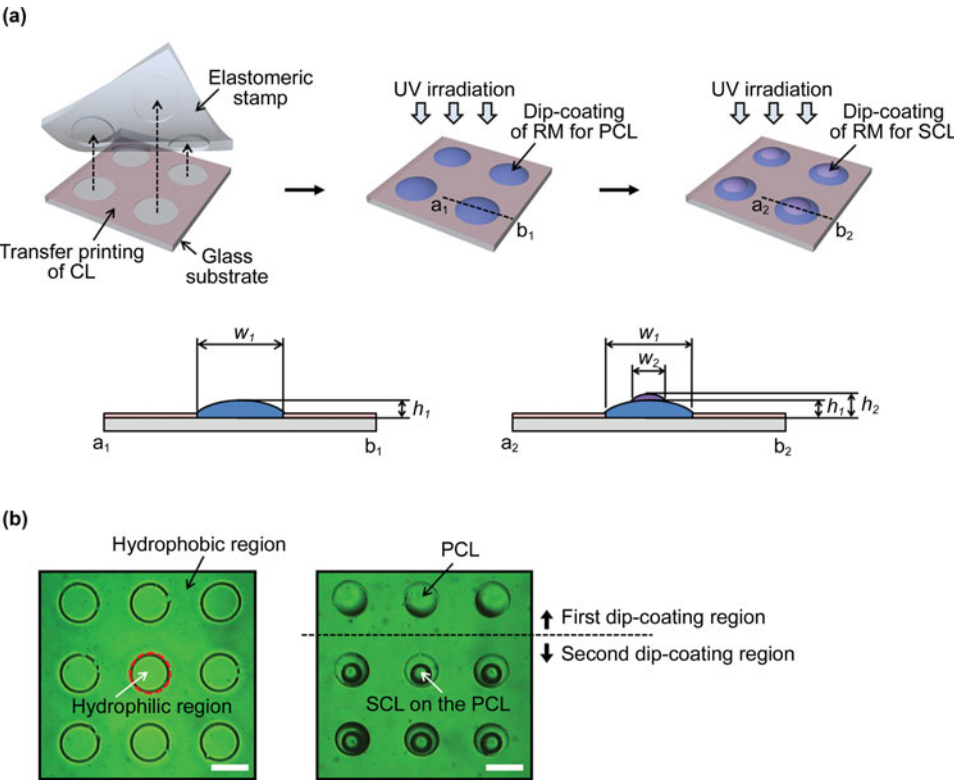 (a)
Elastomeric
stamp
Transfer printing
of CL
Glass
substrate
UV irradiation
Dip-coating
of RM for PCL
a₁
b₁
UV irradiation
Dip-coating
of RM for SCL
a₂
b₂
w₁
h₁
a₁
b₁
w₁
w₂
h₁
h₂
a₂
b₂
(b)
Hydrophobic region
Hydrophilic region
PCL
First dip-coating region
Second dip-coating region
SCL on the PCL